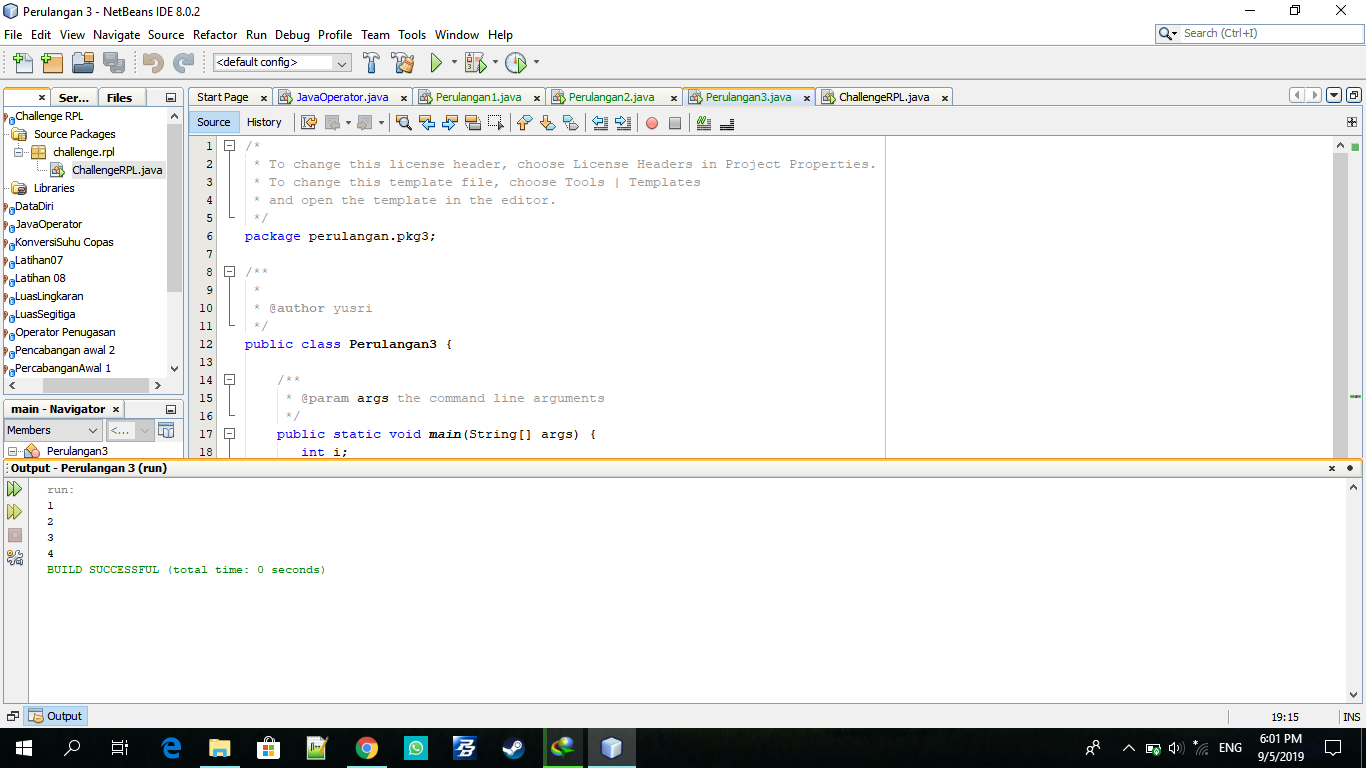 Perulangan 3 - NetBeans IDE 8.0.2
File Edit View Navigate Source Refactor Run Debug Profile Team Tools Window Help
Search (Ctrl+I)
<default config>
Ser... Files
Start Page JavaOperator.java Perulangan1.java Perulangan2.java Perulangan3.java ChallengeRPL.java
Challenge RPL
Source Packages
challenge.rpl
ChallengeRPL.java
Libraries
DataDiri
JavaOperator
KonversiSuhu Copas
Latihan07
Latihan 08
LuasLingkaran
LuasSegitiga
Operator Penugasan
Pencabangan awal 2
PercabanganAwal 1
main - Navigator
Members <...
Perulangan3
Source History
1 /*
2 * To change this license header, choose License Headers in Project Properties.
3 * To change this template file, choose Tools | Templates
4 * and open the template in the editor.
5 */
6 package perulangan.pkg3;
7
8 /**
9 *
10 * @author yusri
11 */
12 public class Perulangan3 {
13
14 /**
15 * @param args the command line arguments
16 */
17 public static void main(String[] args) {
18 int i;
Output - Perulangan 3 (run)
run:
1
2
3
4
BUILD SUCCESSFUL (total time: 0 seconds)
Output
19:15 INS
ENG
6:01 PM
9/5/2019